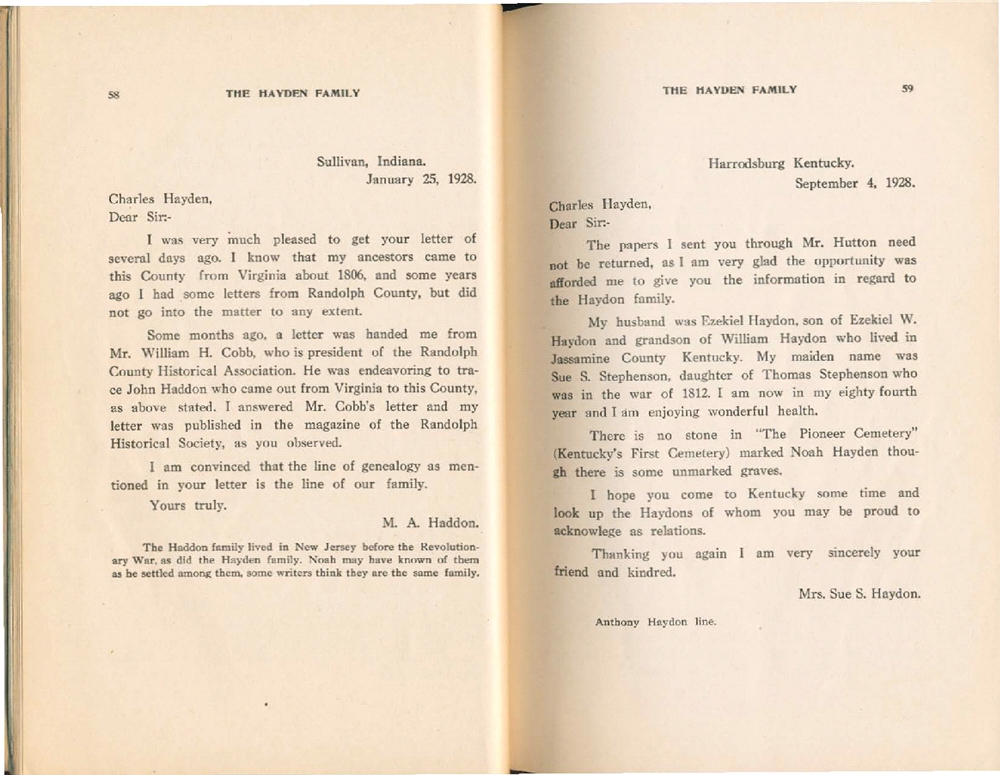 58
THE HAYDEN FAMILY
Sullivan, Indiana.
January 25, 1928.
Charles Hayden,
Dear Sir:-
I was very much pleased to get your letter of
several days ago. I know that my ancestors came to
this County from Virginia about 1806, and some years
ago I had some letters from Randolph County, but did
not go into the matter to any extent.
Some months ago, a letter was handed me from
Mr. William H. Cobb, who is president of the Randolph
County Historical Association. He was endeavoring to tra-
ce John Haddon who came out from Virginia to this County,
as above stated. I answered Mr. Cobb's letter and my
letter was published in the magazine of the Randolph
Historical Society, as you observed.
I am convinced that the line of genealogy as men-
tioned in your letter is the line of our family.
Yours truly.
M. A. Haddon.
The Haddon family lived in New Jersey before the Revolution-
ary War, as did the Hayden family. Noah may have known of them
as he settled among them, some writers think they are the same family.
THE HAYDEN FAMILY
59
Harrodsburg Kentucky.
September 4, 1928.
Charles Hayden,
Dear Sir:-
The papers I sent you through Mr. Hutton need
not be returned, as I am very glad the opportunity was
afforded me to give you the information in regard to
the Haydon family.
My husband was Ezekiel Haydon, son of Ezekiel W.
Haydon and grandson of William Haydon who lived in
Jassamine County Kentucky. My maiden name was
Sue S. Stephenson, daughter of Thomas Stephenson who
was in the war of 1812. I am now in my eighty fourth
year and I am enjoying wonderful health.
There is no stone in "The Pioneer Cemetery"
(Kentucky's First Cemetery) marked Noah Hayden thou-
gh there is some unmarked graves.
I hope you come to Kentucky some time and
look up the Haydons of whom you may be proud to
acknowlege as relations.
Thanking you again I am very sincerely your
friend and kindred.
Mrs. Sue S. Haydon.
Anthony Haydon line.